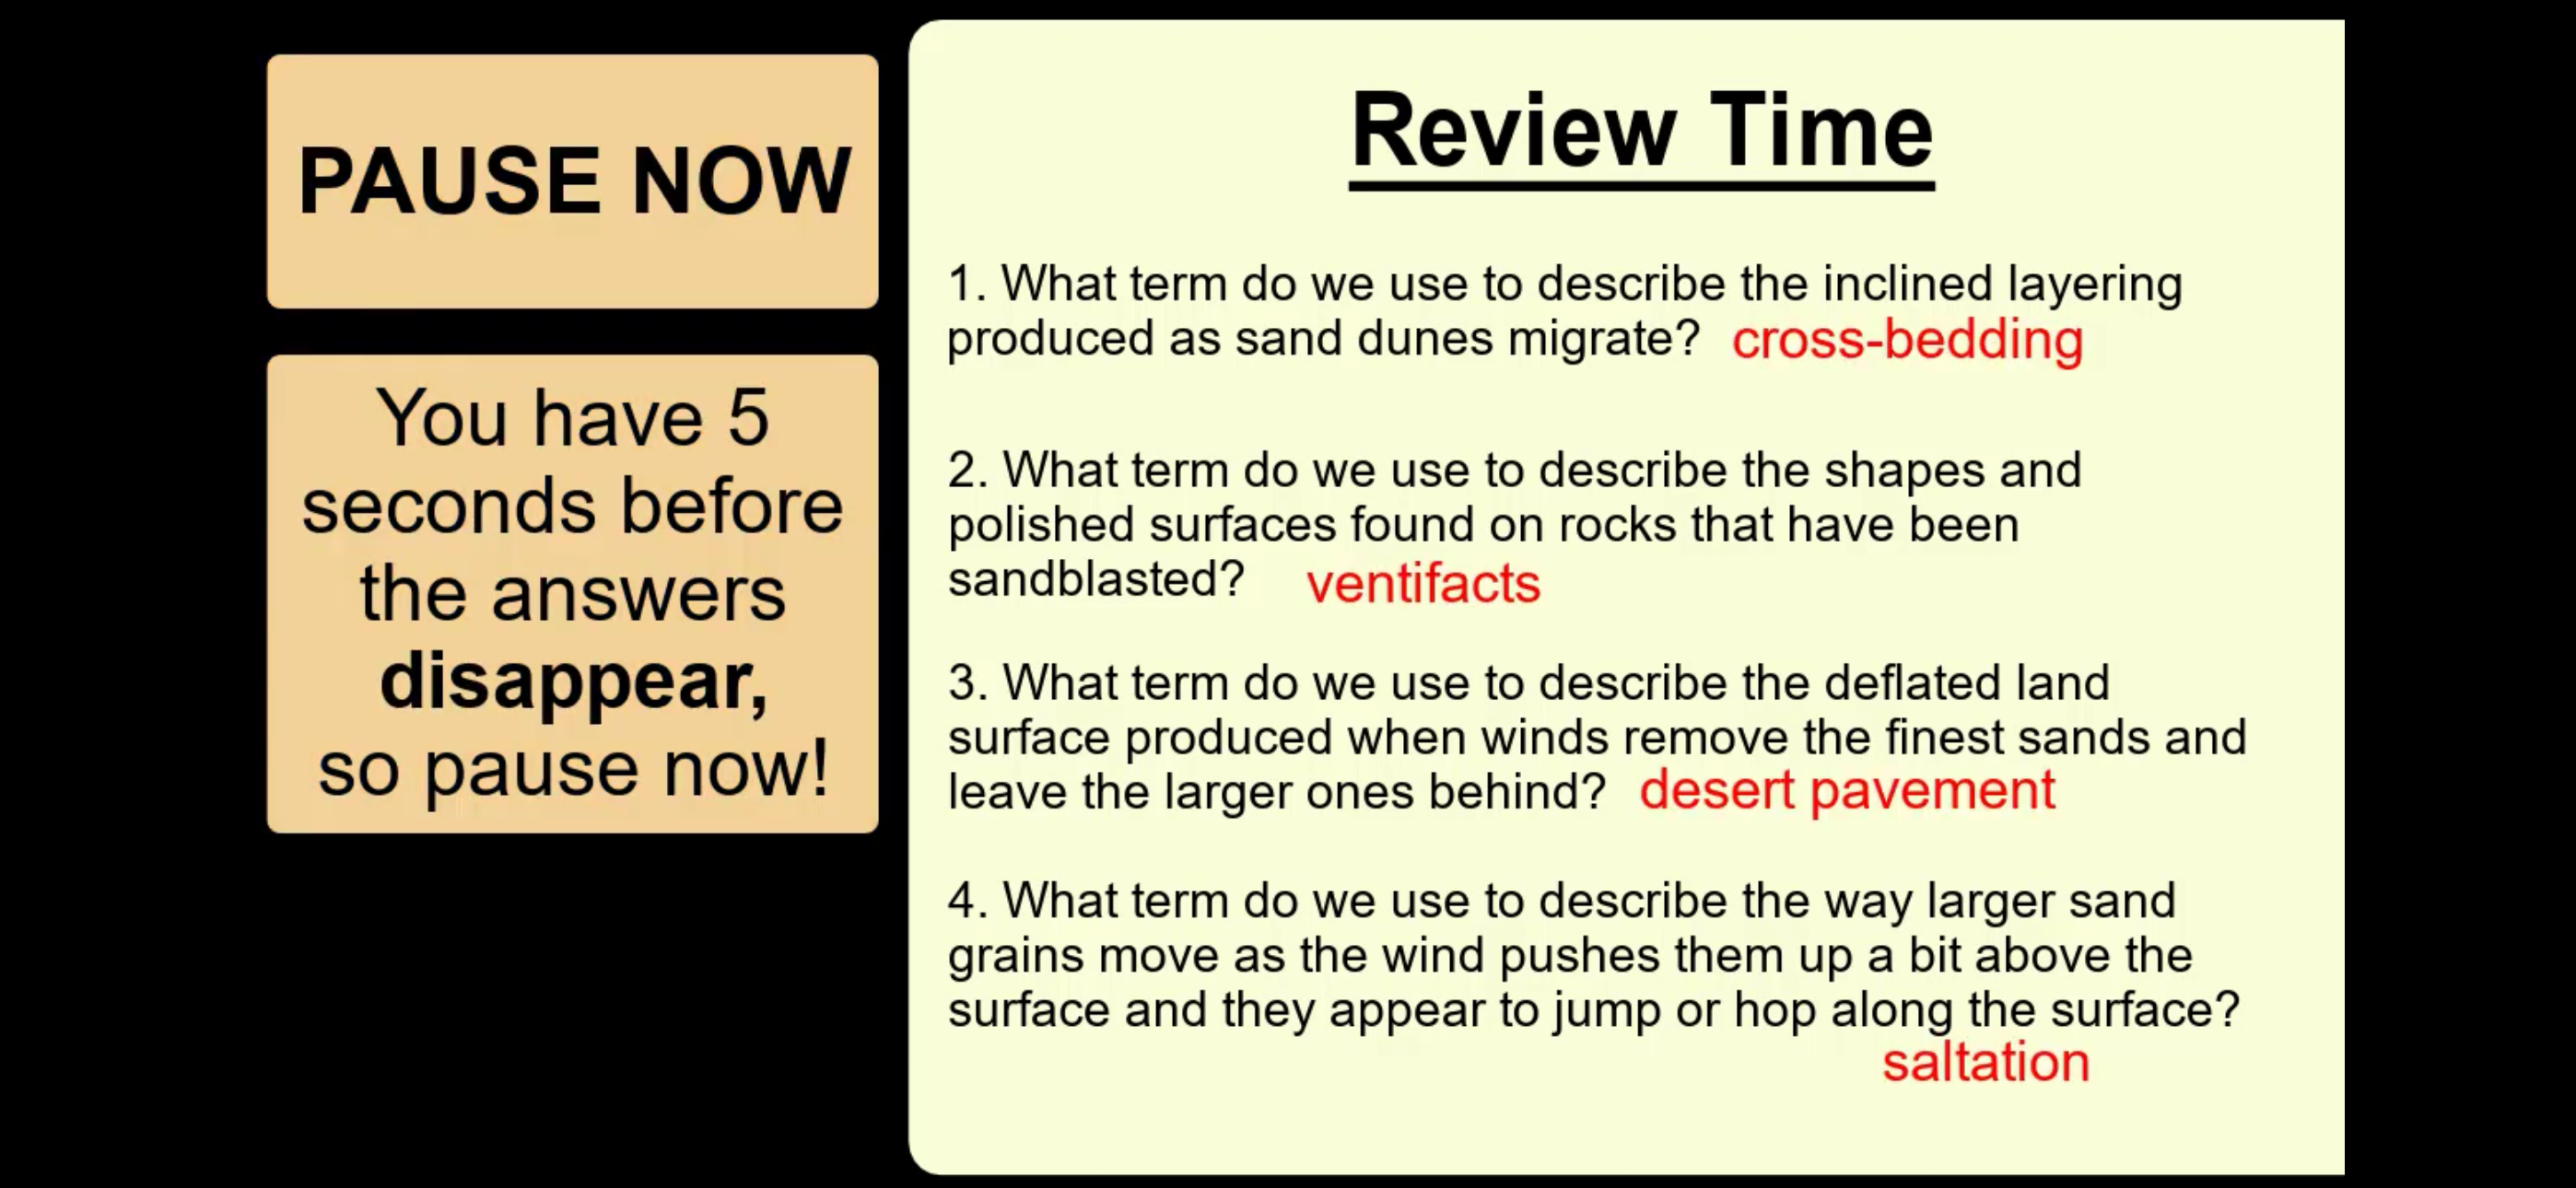 PAUSE NOW
You have 5
seconds before
the answers
disappear,
so pause now!
Review Time
1. What term do we use to describe the inclined layering
produced as sand dunes migrate? cross-bedding
2. What term do we use to describe the shapes and
polished surfaces found on rocks that have been
sandblasted? ventifacts
3. What term do we use to describe the deflated land
surface produced when winds remove the finest sands and
leave the larger ones behind? desert pavement
4. What term do we use to describe the way larger sand
grains move as the wind pushes them up a bit above the
surface and they appear to jump or hop along the surface?
saltation